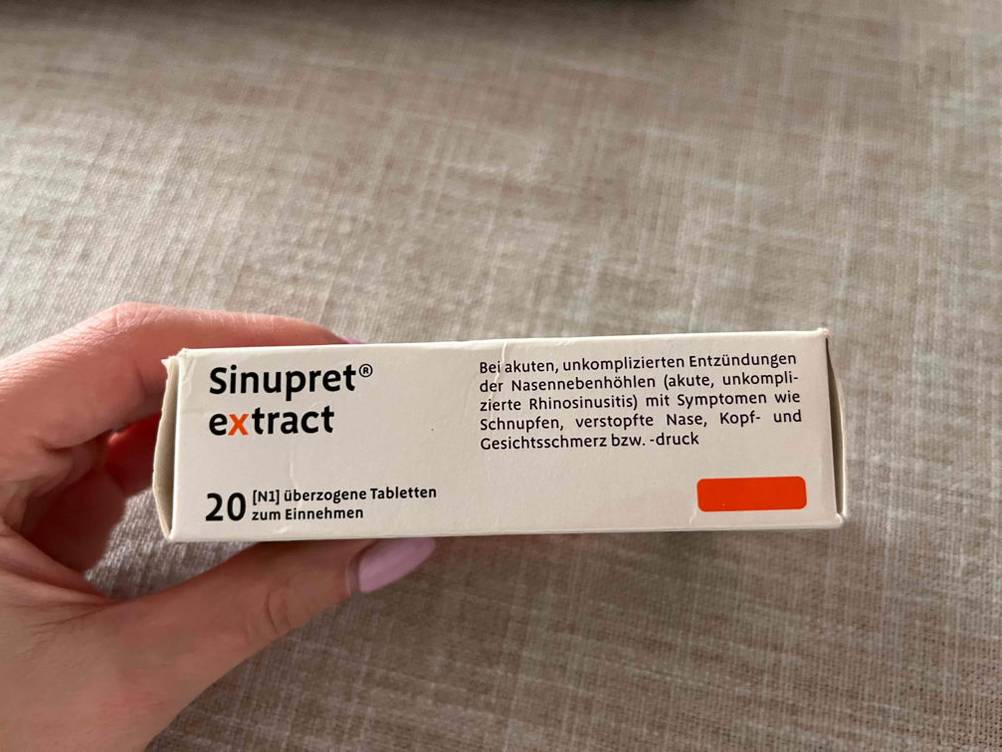 Sinupret®
extract
20 [N1] überzogene Tabletten
zum Einnehmen
Bei akuten, unkomplizierten Entzündungen
der Nasennebenhöhlen (akute, unkompli-
zierte Rhinosinusitis) mit Symptomen wie
Schnupfen, verstopfte Nase, Kopf- und
Gesichtsschmerz bzw. -druck